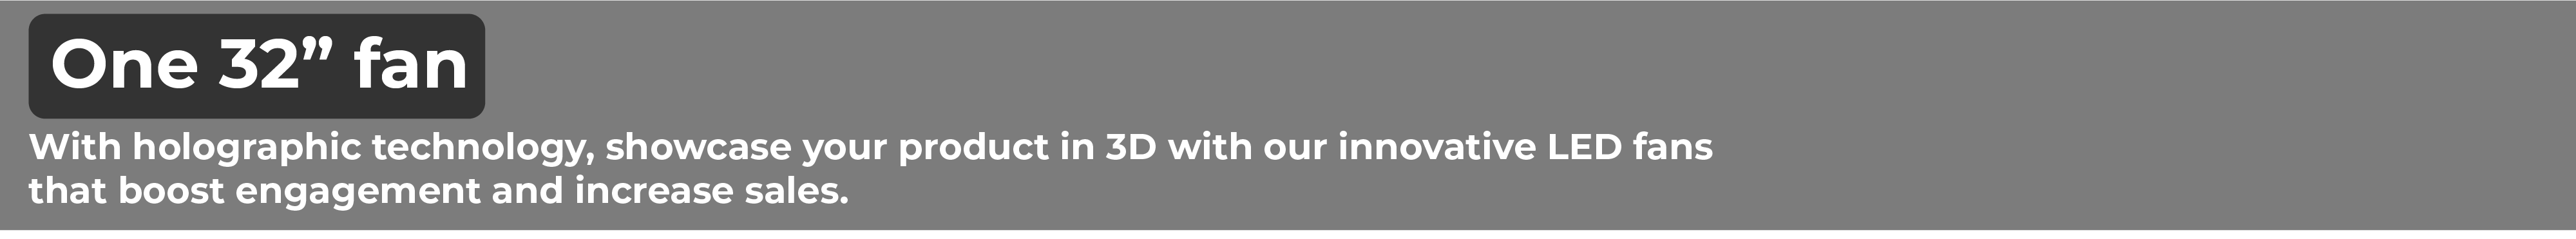 One 32” fan
With holographic technology, showcase your product in 3D with our innovative LED fans
that boost engagement and increase sales.